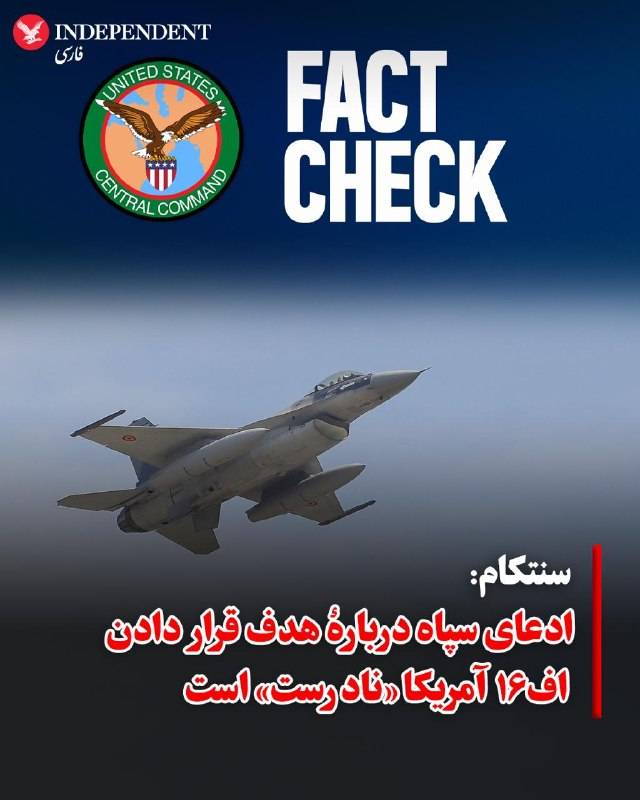 INDEPENDENT
فارسی
UNITED STATES
CENTRAL COMMAND
FACT
CHECK
سنتکام:
ادعای سپاه دربارهٔ هدف قرار دادن
اف۱۶ آمریکا «نادرست» است